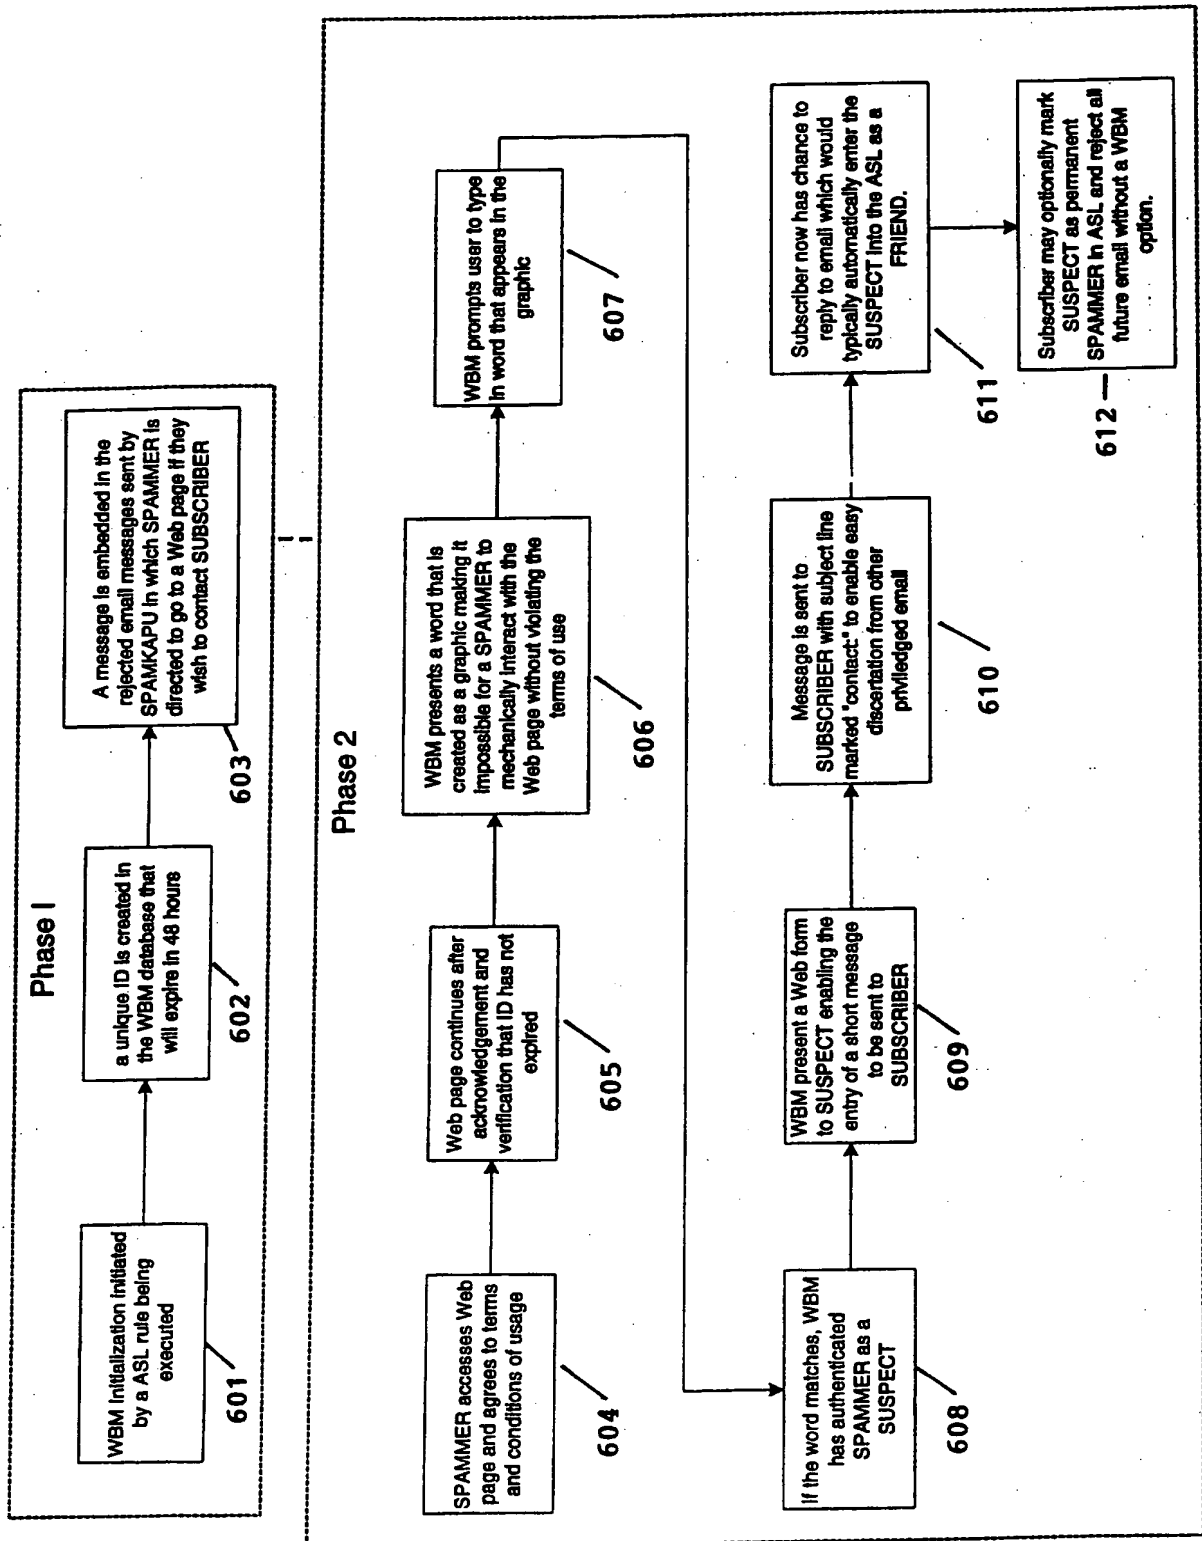 Phase I
WBM Initialization initiated
by a ASL rule being
executed
601
a unique ID is created in
the WBM database that
will expire in 48 hours
602
A message is embedded in the
rejected email messages sent by
SPAMKAPU in which SPAMMER is
directed to go to a Web page if they
wish to contact SUBSCRIBER
603
Phase 2
SPAMMER accesses Web
page and agrees to terms
and conditions of usage
604
Web page continues after
acknowledgement and
verification that ID has not
expired
605
WBM presents a word that is
created as a graphic making it
impossible for a SPAMMER to
mechanically interact with the
Web page without violating the
terms of use
606
WBM prompts user to type
in word that appears in the
graphic
607
If the word matches, WBM
has authenticated
SPAMMER as a
SUSPECT
608
WBM present a Web form
to SUSPECT enabling the
entry of a short message
to be sent to
SUBSCRIBER
609
Message is sent to
SUBSCRIBER with subject line
marked "contact:" to enable easy
discertation from other
priviledged email
610
Subscriber now has chance to
reply to email which would
typically automatically enter the
SUSPECT into the ASL as a
FRIEND.
611
Subscriber may optionally mark
SUSPECT as permanent
SPAMMER in ASL and reject all
future email without a WBM
option.
612